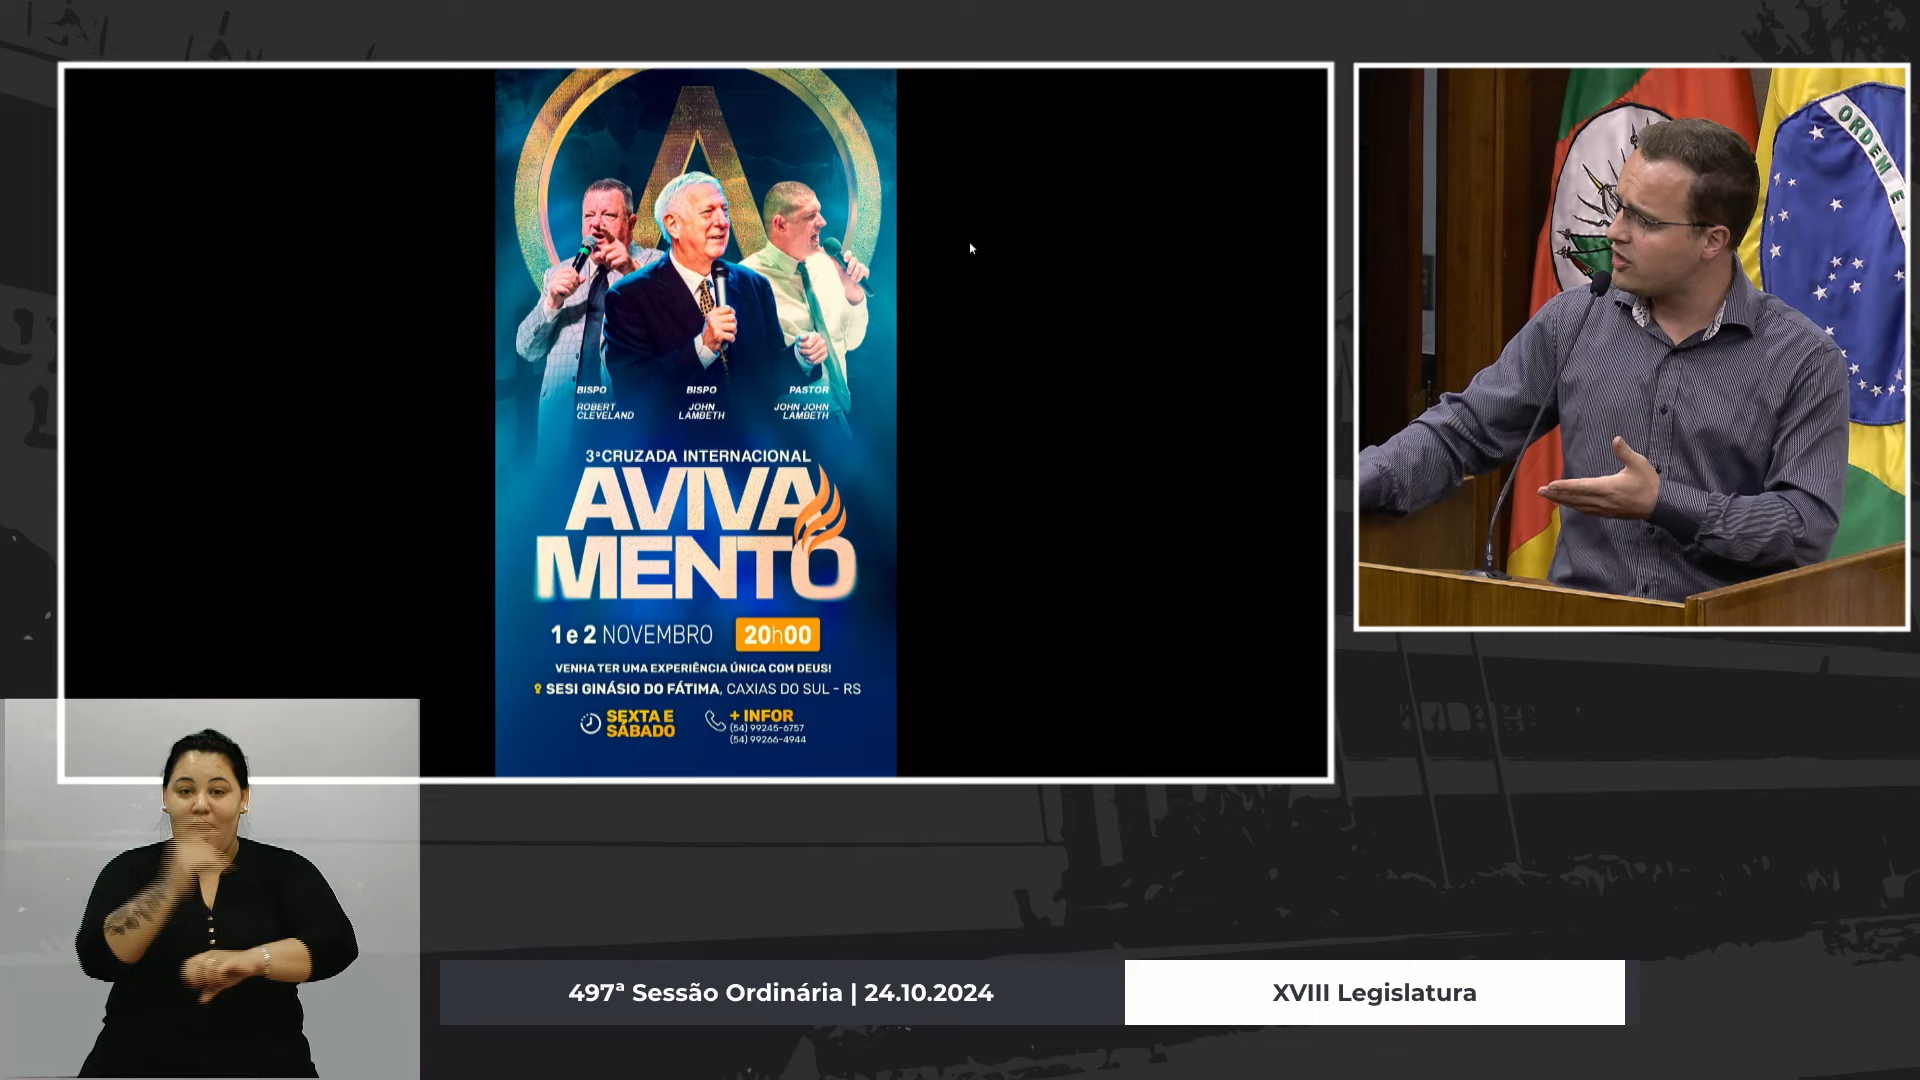 BISPO
ROBERT
CLEVELAND
BISPO
JOHN
LAMBETH
PASTOR
JOHN JOHN
LAMBETH
3ª CRUZADA INTERNACIONAL
AVIVA
MENTO
1 e 2 NOVEMBRO 20h00
VENHA TER UMA EXPERIÊNCIA ÚNICA COM DEUS!
SESI GINÁSIO DO FÁTIMA, CAXIAS DO SUL - RS
SEXTA E
SÁBADO
+ INFOR
(54) 99245-6757
(54) 99266-4944
ORDEM E
497ª Sessão Ordinária | 24.10.2024
XVIII Legislatura